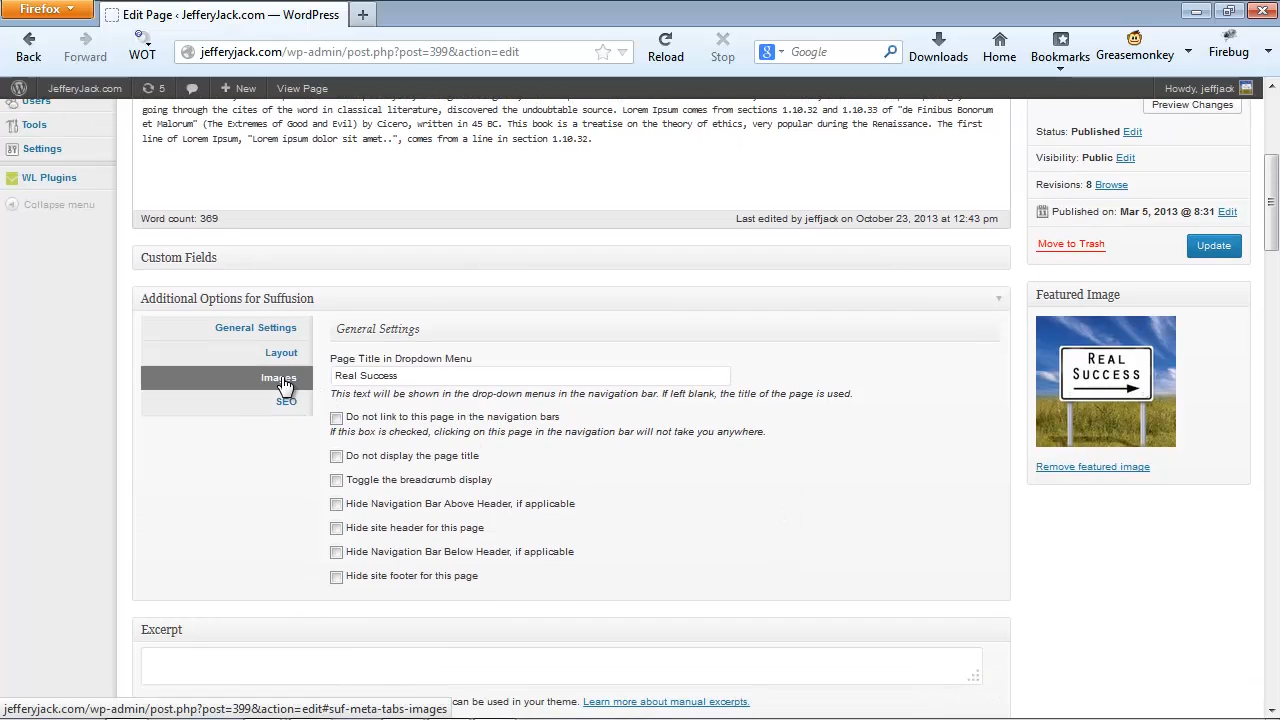 Firefox
Edit Page ‹ JefferyJack.com — WordPress
Back
Forward
WOT
jefferyjack.com/wp-admin/post.php?post=399&action=edit
Reload
Stop
Google
Downloads
Home
Bookmarks
Greasemonkey
Firebug
JefferyJack.com
5
New
View Page
Howdy, jeffjack
Users
Tools
Settings
WL Plugins
Collapse menu
going through the cites of the word in classical literature, discovered the undoubtable source. Lorem Ipsum comes from sections 1.10.32 and 1.10.33 of "de Finibus Bonorum
et Malorum" (The Extremes of Good and Evil) by Cicero, written in 45 BC. This book is a treatise on the theory of ethics, very popular during the Renaissance. The first
line of Lorem Ipsum, "Lorem ipsum dolor sit amet..", comes from a line in section 1.10.32.
Word count: 369
Last edited by jeffjack on October 23, 2013 at 12:43 pm
Preview Changes
Status: Published Edit
Visibility: Public Edit
Revisions: 8 Browse
Published on: Mar 5, 2013 @ 8:31 Edit
Move to Trash
Update
Custom Fields
Additional Options for Suffusion
General Settings
Layout
Images
SEO
General Settings
Page Title in Dropdown Menu
Real Success
This text will be shown in the drop-down menus in the navigation bar. If left blank, the title of the page is used.
Do not link to this page in the navigation bars
If this box is checked, clicking on this page in the navigation bar will not take you anywhere.
Do not display the page title
Toggle the breadcrumb display
Hide Navigation Bar Above Header, if applicable
Hide site header for this page
Hide Navigation Bar Below Header, if applicable
Hide site footer for this page
Featured Image
REAL
SUCCESS
Remove featured image
Excerpt
can be used in your theme. Learn more about manual excerpts.
jefferyjack.com/wp-admin/post.php?post=399&action=edit#suf-meta-tabs-images